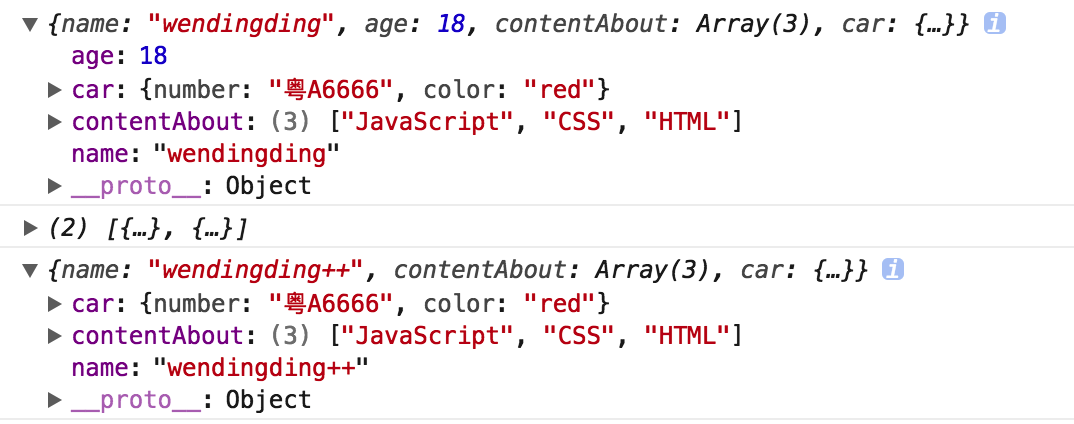 ▼{name: "wendingding", age: 18, contentAbout: Array(3), car: {…}} i
age: 18
▶car: {number: "粤A6666", color: "red"}
▶contentAbout: (3) ["JavaScript", "CSS", "HTML"]
name: "wendingding"
▶__proto__: Object
▶(2) [{…}, {…}]
▼{name: "wendingding++", contentAbout: Array(3), car: {…}} i
▶car: {number: "粤A6666", color: "red"}
▶contentAbout: (3) ["JavaScript", "CSS", "HTML"]
name: "wendingding++"
▶__proto__: Object